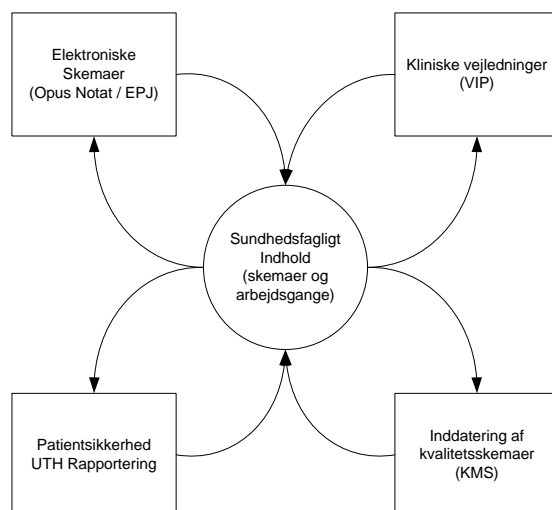 Elektroniske
Skemaer
(Opus Notat / EPJ)
Kliniske vejledninger
(VIP)
Sundhedsfagligt
Indhold
(skemaer og
arbejdsgange)
Patientsikkerhed
UTH Rapportering
Inddatering af
kvalitetsskemaer
(KMS)